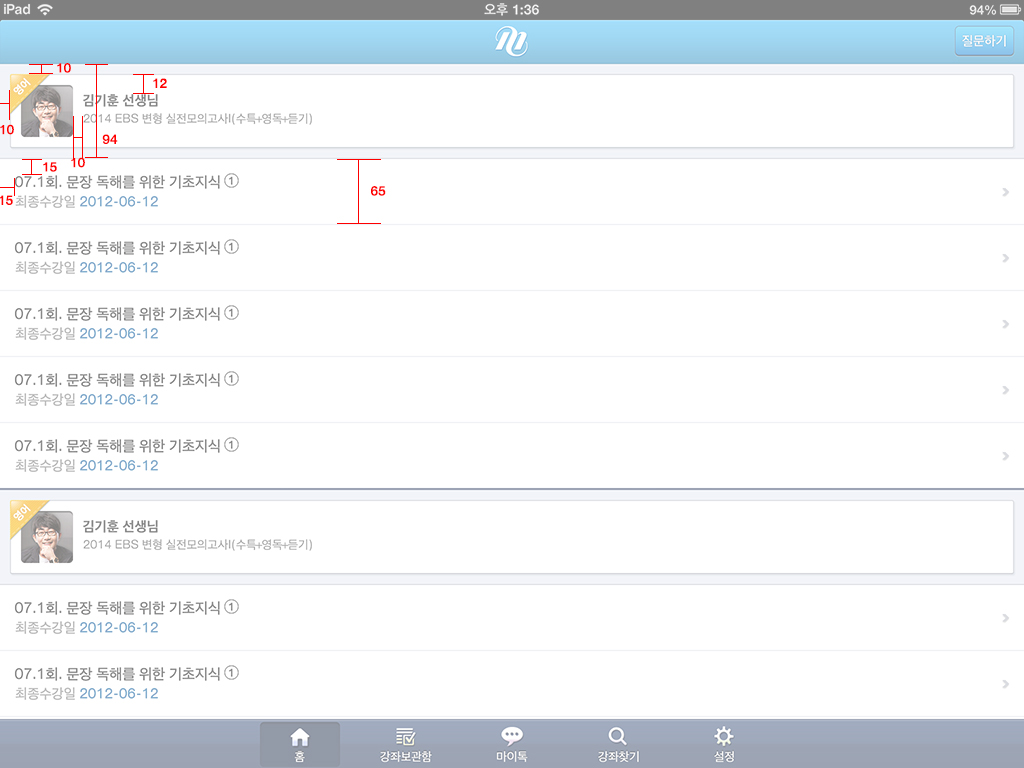 iPad 오후 1:36 94%
질문하기
10
12
영어
김기훈 선생님
2014 EBS 변형 실전모의고사I(수특+영독+듣기)
10
94
10
15
07.1회. 문장 독해를 위한 기초지식 ①
65
15
최종수강일 2012-06-12
07.1회. 문장 독해를 위한 기초지식 ①
최종수강일 2012-06-12
07.1회. 문장 독해를 위한 기초지식 ①
최종수강일 2012-06-12
07.1회. 문장 독해를 위한 기초지식 ①
최종수강일 2012-06-12
07.1회. 문장 독해를 위한 기초지식 ①
최종수강일 2012-06-12
영어
김기훈 선생님
2014 EBS 변형 실전모의고사I(수특+영독+듣기)
07.1회. 문장 독해를 위한 기초지식 ①
최종수강일 2012-06-12
07.1회. 문장 독해를 위한 기초지식 ①
최종수강일 2012-06-12
홈 강좌보관함 마이톡 강좌찾기 설정